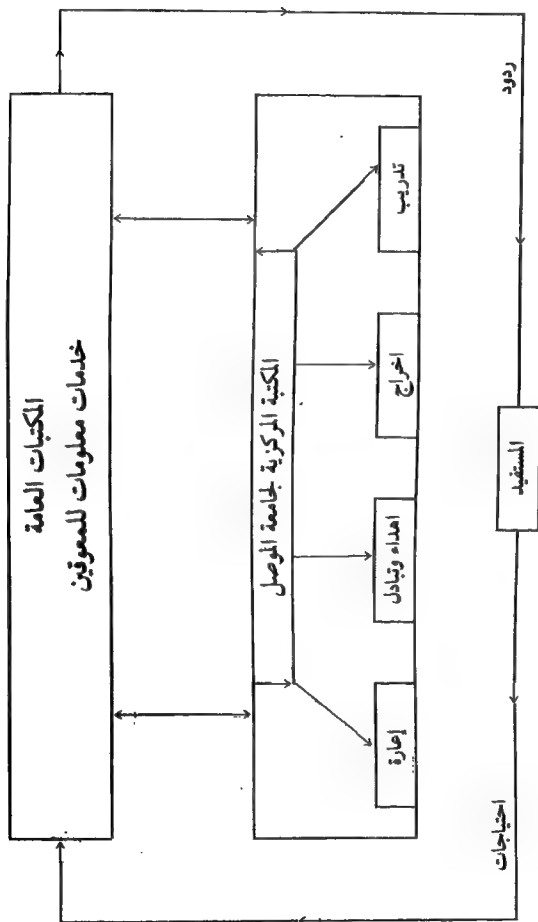 المكتبات العامة
خدمات معلومات للمعوقين
المكتبة المركزية لجامعة الموصل
تدريب
اخراج
اهداء وتبادل
إعارة
ردود
المستفيد
احتياجات